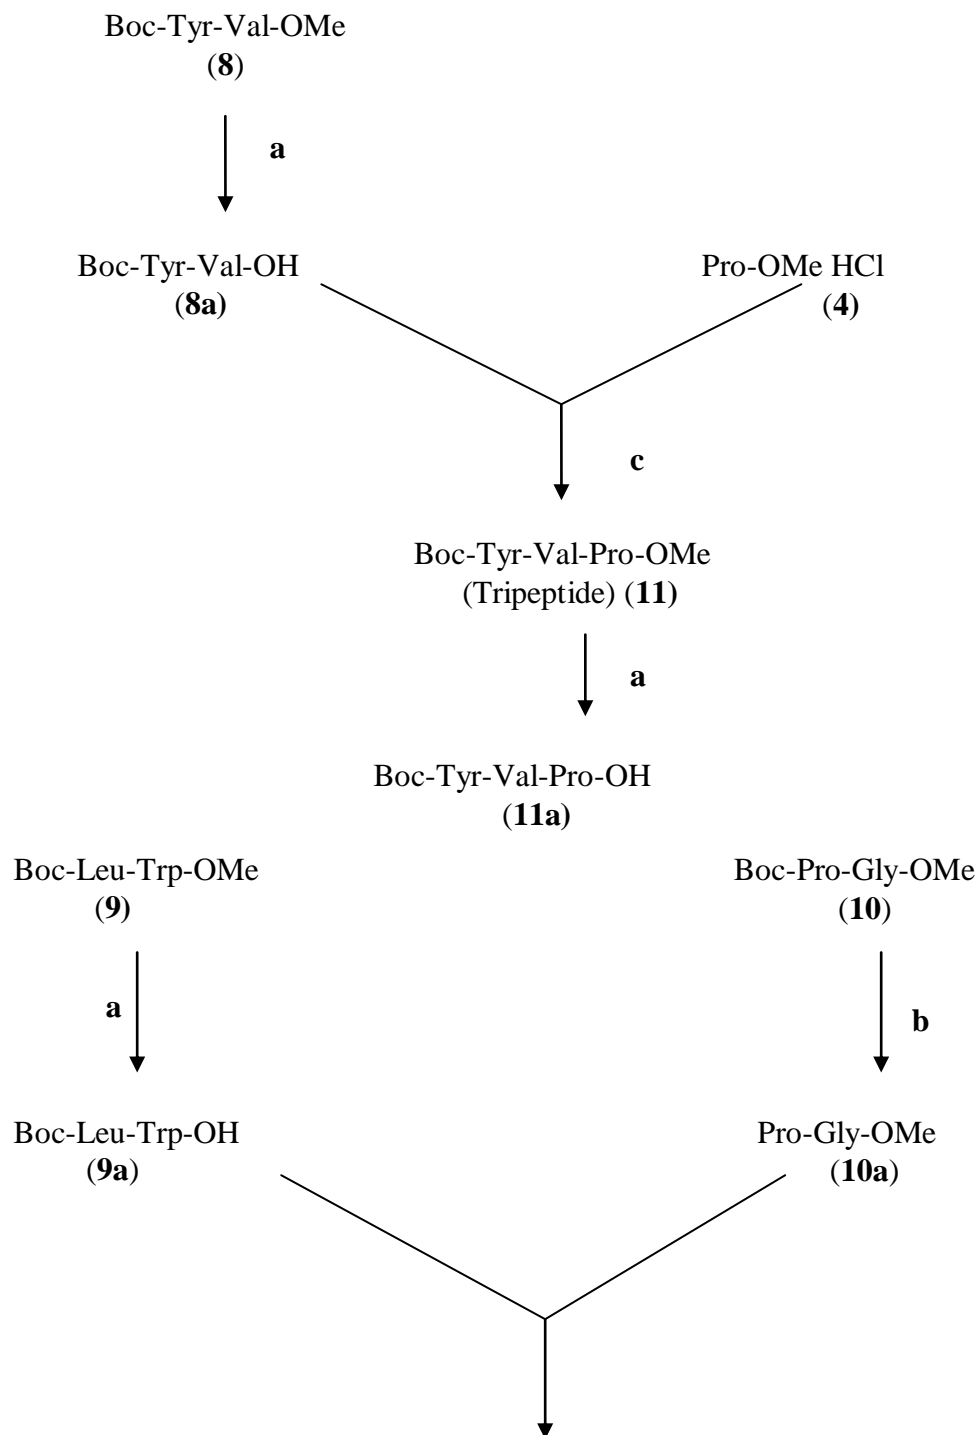 Boc-Tyr-Val-OMe
(8)
a
Boc-Tyr-Val-OH
(8a)
Pro-OMe HCl
(4)
c
Boc-Tyr-Val-Pro-OMe
(Tripeptide) (11)
a
Boc-Tyr-Val-Pro-OH
(11a)
Boc-Leu-Trp-OMe
(9)
Boc-Pro-Gly-OMe
(10)
a
b
Boc-Leu-Trp-OH
(9a)
Pro-Gly-OMe
(10a)